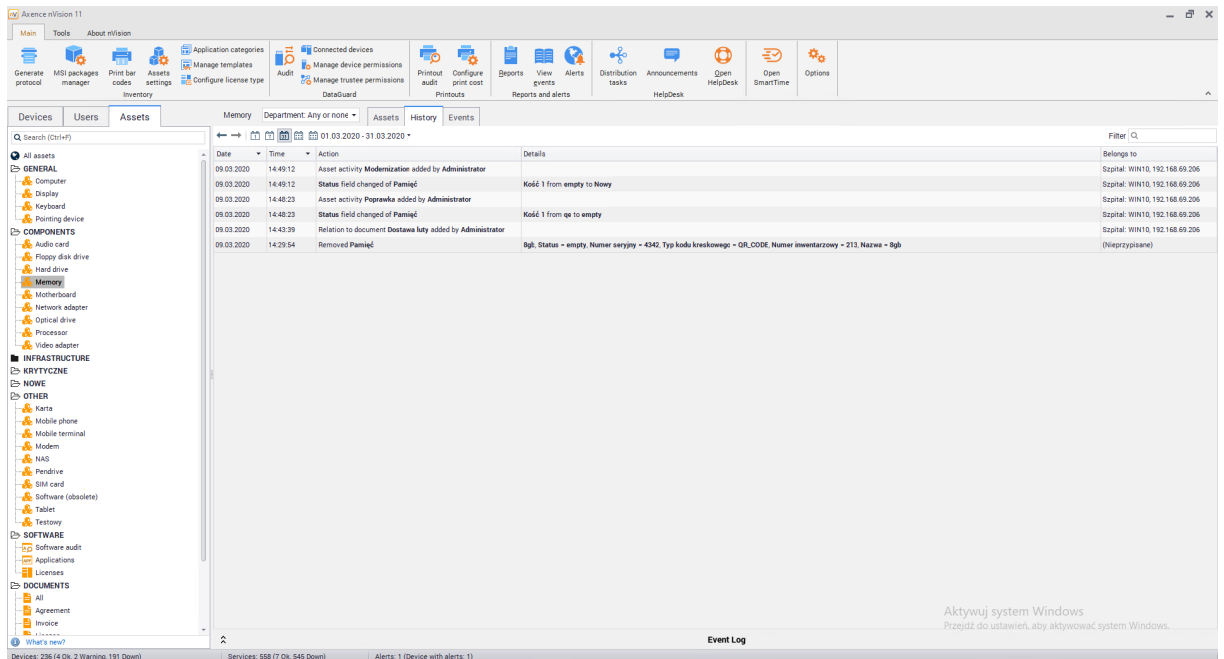 nV Axence nVision 11
Main Tools About nVision
Generate protocol
MSI packages manager
Print bar codes
Assets settings
Application categories
Manage templates
Configure license type
Inventory
Audit
Connected devices
Manage device permissions
Manage trustee permissions
DataGuard
Printout audit
Configure print cost
Printouts
Reports
View events
Alerts
Reports and alerts
Distribution tasks
Announcements
Open HelpDesk
HelpDesk
Open SmartTime
Options
Devices Users Assets
Memory Department: Any or none Assets History Events
Search (Ctrl+F)
01.03.2020 - 31.03.2020
Filter
All assets
GENERAL
Computer
Display
Keyboard
Pointing device
COMPONENTS
Audio card
Floppy disk drive
Hard drive
Memory
Motherboard
Network adapter
Optical drive
Processor
Video adapter
INFRASTRUCTURE
KRYTYCZNE
NOWE
OTHER
Karta
Mobile phone
Mobile terminal
Modem
NAS
Pendrive
SIM card
Software (obsolete)
Tablet
Testowy
SOFTWARE
Software audit
Applications
Licenses
DOCUMENTS
All
Agreement
Invoice
What's new?
Date Time Action Details Belongs to
09.03.2020 14:49:12 Asset activity Modernization added by Administrator Szpital: WIN10, 192.168.69.206
09.03.2020 14:49:12 Status field changed of Pamięć Kość 1 from empty to Nowy Szpital: WIN10, 192.168.69.206
09.03.2020 14:48:23 Asset activity Poprawka added by Administrator Szpital: WIN10, 192.168.69.206
09.03.2020 14:48:23 Status field changed of Pamięć Kość 1 from qe to empty Szpital: WIN10, 192.168.69.206
09.03.2020 14:43:39 Relation to document Dostawa luty added by Administrator Szpital: WIN10, 192.168.69.206
09.03.2020 14:29:54 Removed Pamięć 8gb, Status = empty, Numer seryjny = 4342, Typ kodu kreskowego = QR_CODE, Numer inwentarzowy = 213, Nazwa = 8gb (Nieprzypisane)
Aktywuj system Windows
Przejdź do ustawień, aby aktywować system Windows.
Event Log
Devices: 236 (4 Ok, 2 Warning, 191 Down) Services: 558 (7 Ok, 545 Down) Alerts: 1 (Device with alerts: 1)